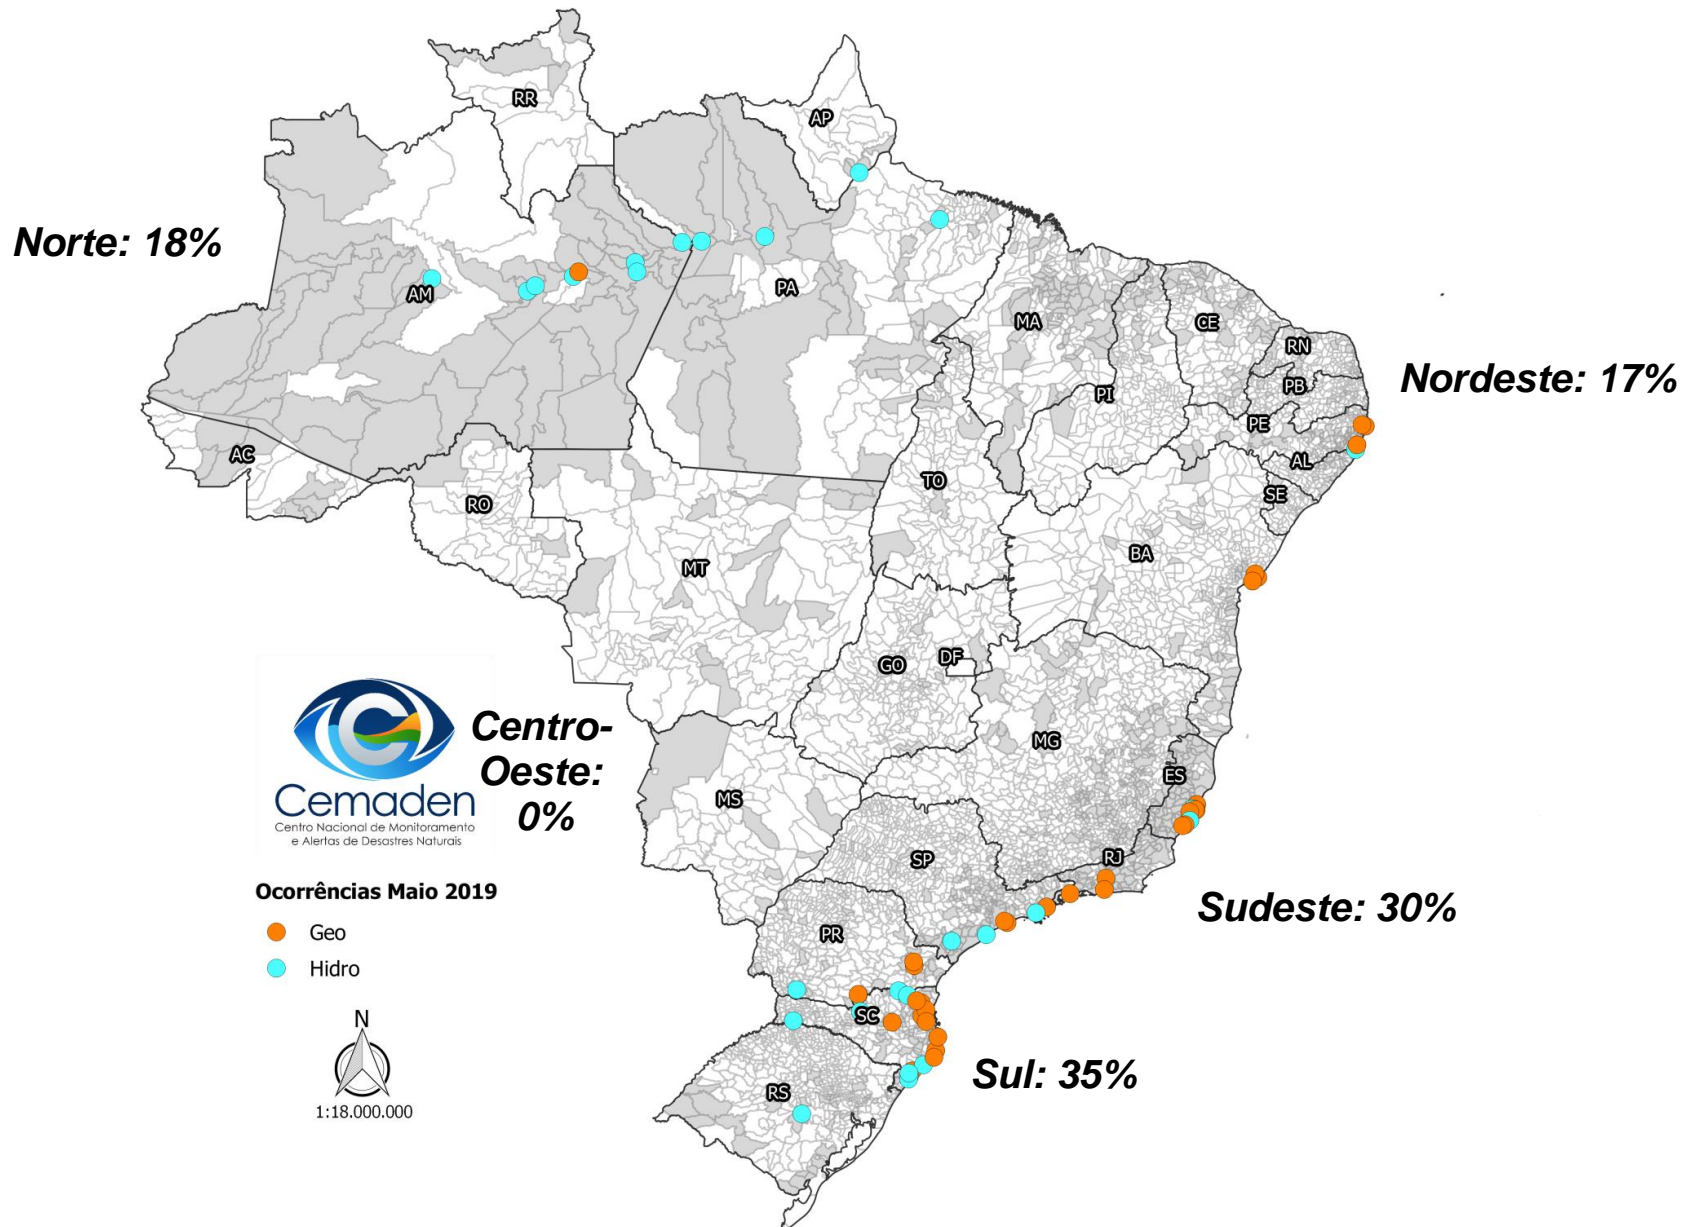 RR
AP
Norte: 18%
AM
PA
MA
CE
RN
PB
Nordeste: 17%
PI
PE
AC
AL
TO
SE
RO
BA
MT
GO
DF
Centro-
Oeste:
0%
MG
ES
MS
Cemaden
Centro Nacional de Monitoramento
e Alertas de Desastres Naturais
SP
RJ
Ocorrências Maio 2019
Geo
Hidro
Sudeste: 30%
PR
SC
N
1:18.000.000
Sul: 35%
RS